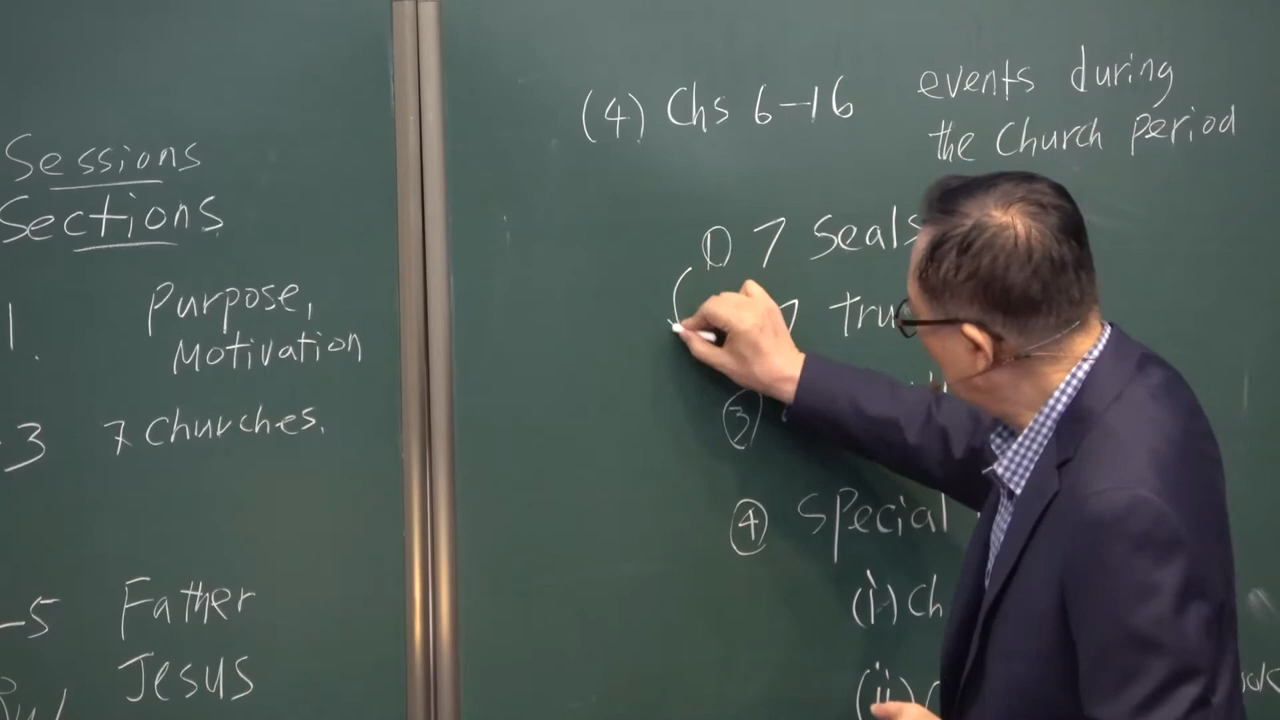 Sessions
Sections
1. Purpose,
Motivation
-3 7 churches.
-5 Father
Jesus
(4) Chs 6-16 events during
the Church Period
① 7 Seals
7 tru
③
④ Special
(i) Ch
(ii)